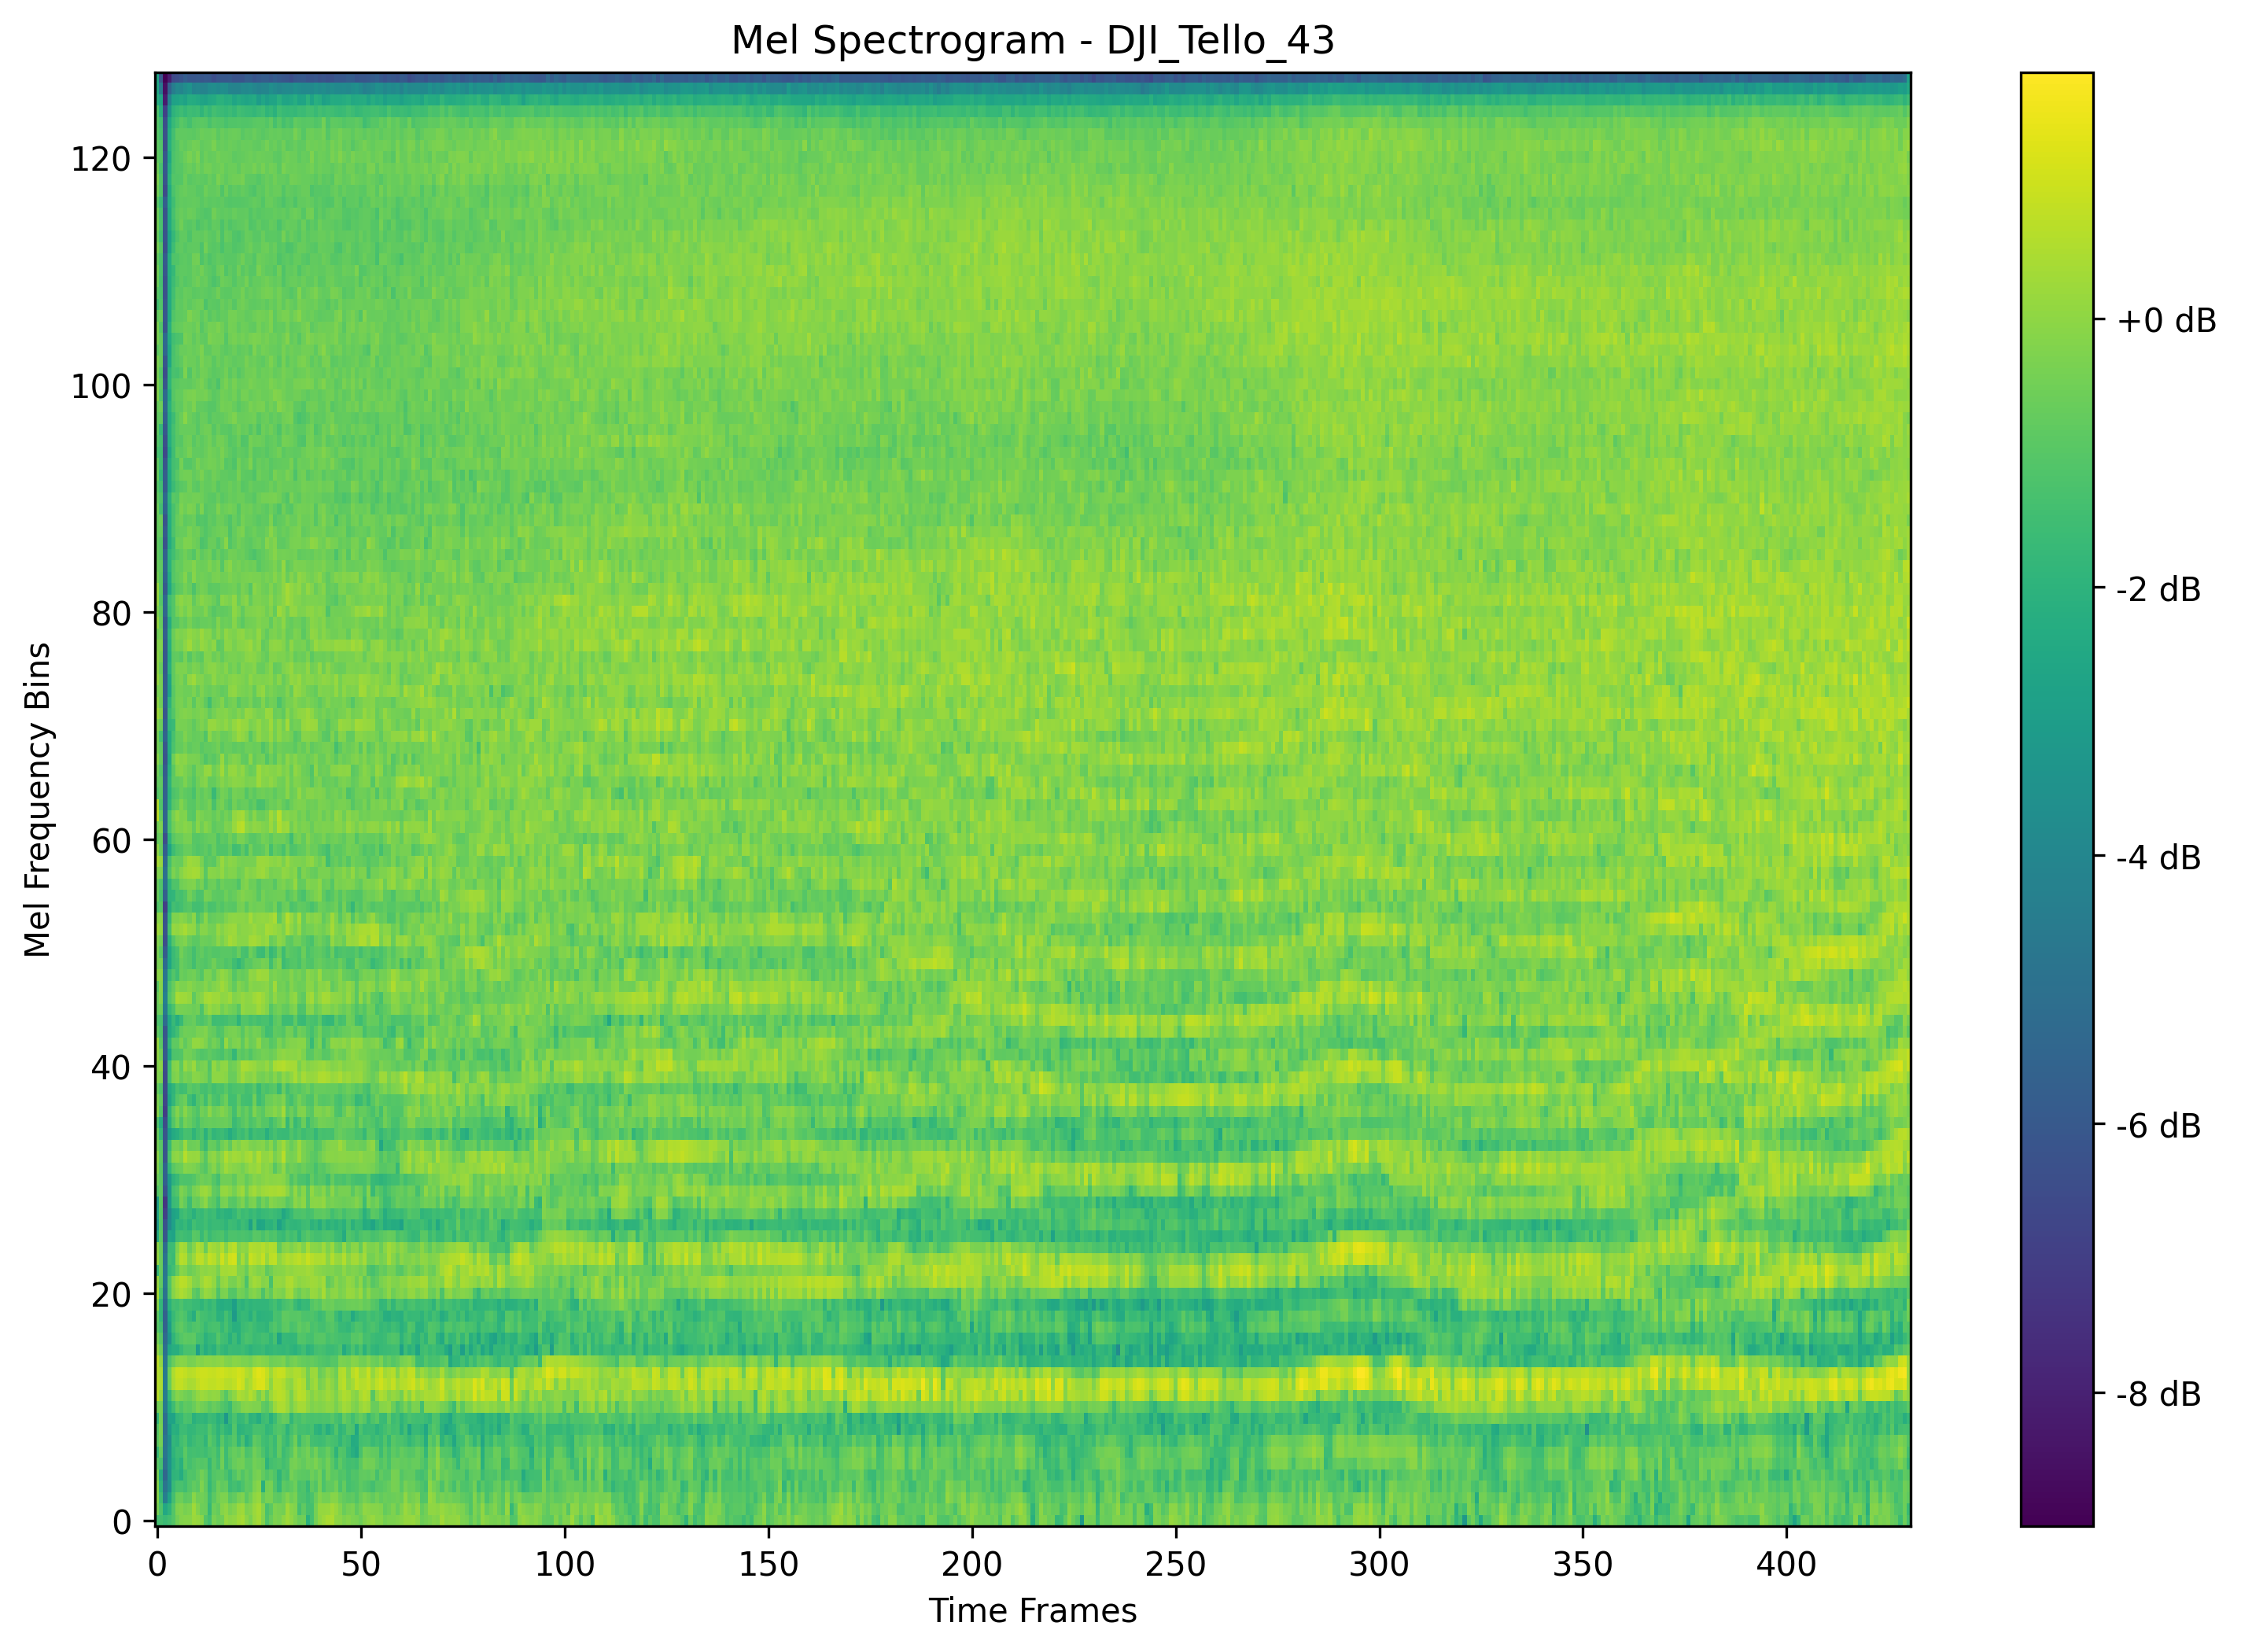 Mel Spectrogram - DJI_Tello_43
Mel Frequency Bins
120
100
80
60
40
20
0
0 50 100 150 200 250 300 350 400
Time Frames
+0 dB
-2 dB
-4 dB
-6 dB
-8 dB